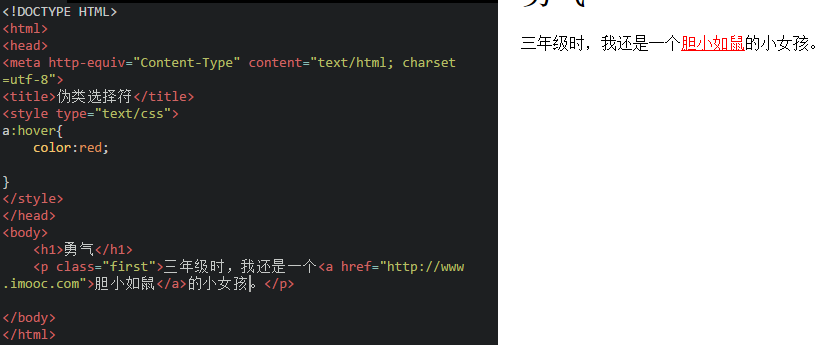 <!DOCTYPE HTML>
<html>
<head>
<meta http-equiv="Content-Type" content="text/html; charset
=utf-8">
<title>伪类选择符</title>
<style type="text/css">
a:hover{
    color:red;
}
</style>
</head>
<body>
    <h1>勇气</h1>
    <p class="first">三年级时，我还是一个<a href="http://www
.imooc.com">胆小如鼠</a>的小女孩。</p>
</body>
</html>
三年级时，我还是一个胆小如鼠的小女孩。